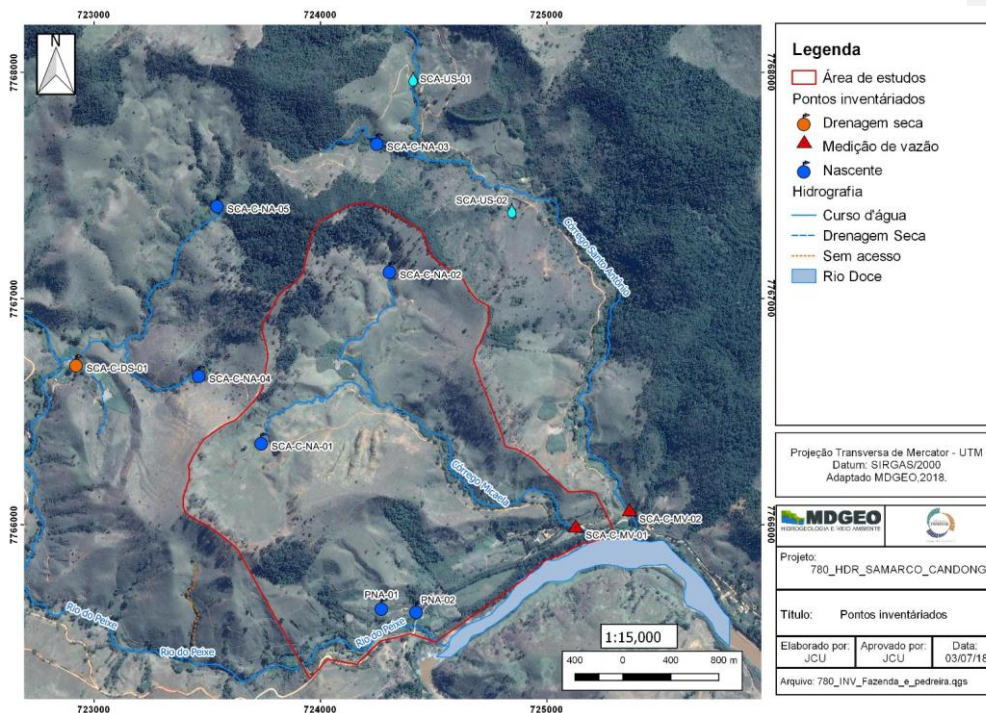 723000
724000
725000
N
7768000
7768000
SCA-US-01
SCA-C-NA-03
SCA-C-NA-05
SCA-US-02
Córrego Santo Antônio
SCA-C-NA-02
7767000
7767000
SCA-C-DS-01
SCA-C-NA-04
SCA-C-NA-01
Córrego Micaela
SCA-C-MV-02
SCA-C-MV-01
7766000
7766000
PNA-01
PNA-02
Rio do Peixe
Rio do Peixe
Rio do Peixe
1:15,000
400 0 400 800 m
723000
724000
725000
Legenda
Área de estudos
Pontos inventáriados
Drenagem seca
Medição de vazão
Nascente
Hidrografia
Curso d'água
Drenagem Seca
Sem acesso
Rio Doce
Projeção Transversa de Mercator - UTM
Datum: SIRGAS/2000
Adaptado MDGEO,2018.
MDGEO
HIDROGEOLOGIA E MEIO AMBIENTE
Projeto:
780_HDR_SAMARCO_CANDONG
Título: Pontos inventáriados
Elaborado por:
JCU
Aprovado por:
JCU
Data:
03/07/18
Arquivo: 780_INV_Fazenda_e_pedreira.qgs